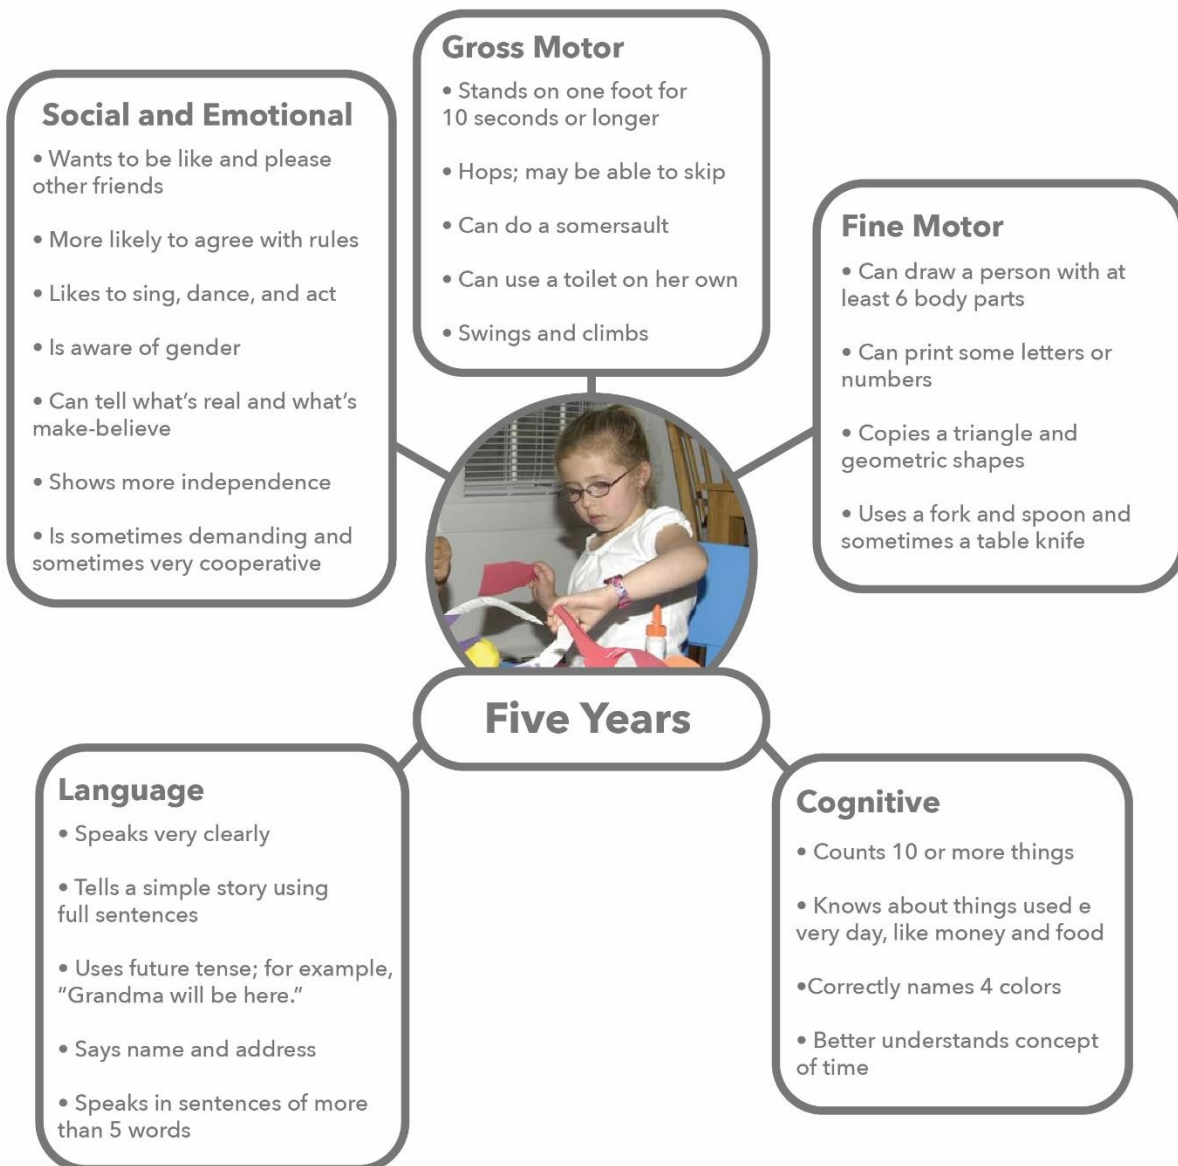 Gross Motor
• Stands on one foot for
10 seconds or longer
• Hops; may be able to skip
• Can do a somersault
• Can use a toilet on her own
• Swings and climbs
Social and Emotional
• Wants to be like and please
other friends
• More likely to agree with rules
• Likes to sing, dance, and act
• Is aware of gender
• Can tell what’s real and what’s
make-believe
• Shows more independence
• Is sometimes demanding and
sometimes very cooperative
Fine Motor
• Can draw a person with at
least 6 body parts
• Can print some letters or
numbers
• Copies a triangle and
geometric shapes
• Uses a fork and spoon and
sometimes a table knife
Five Years
Language
• Speaks very clearly
• Tells a simple story using
full sentences
• Uses future tense; for example,
“Grandma will be here.”
• Says name and address
• Speaks in sentences of more
than 5 words
Cognitive
• Counts 10 or more things
• Knows about things used e
very day, like money and food
•Correctly names 4 colors
• Better understands concept
of time